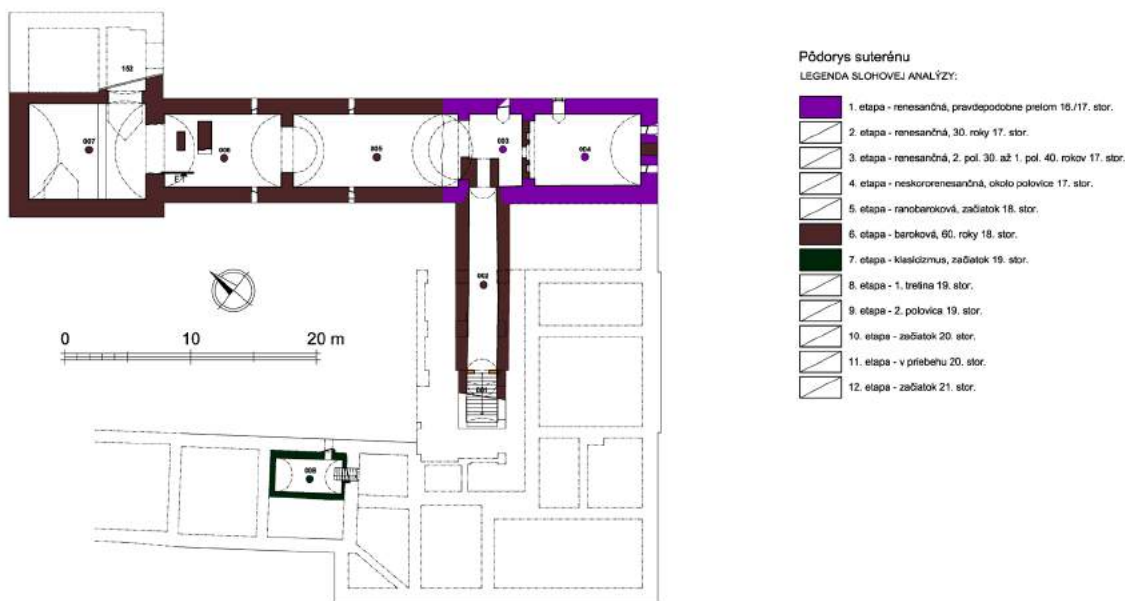 152
007
006
E-1
005
003
004
002
001
008
0 10 20 m
Pôdorys suterénu
LEGENDA SLOHOVEJ ANALÝZY:
1. etapa - renesančná, pravdepodobne prelom 16./17. stor.
2. etapa - renesančná, 30. roky 17. stor.
3. etapa - renesančná, 2. pol. 30. až 1. pol. 40. rokov 17. stor.
4. etapa - neskororenesančná, okolo polovice 17. stor.
5. etapa - ranobaroková, začiatok 18. stor.
6. etapa - baroková, 60. roky 18. stor.
7. etapa - klasicizmus, začiatok 19. stor.
8. etapa - 1. tretina 19. stor.
9. etapa - 2. polovica 19. stor.
10. etapa - začiatok 20. stor.
11. etapa - v priebehu 20. stor.
12. etapa - začiatok 21. stor.